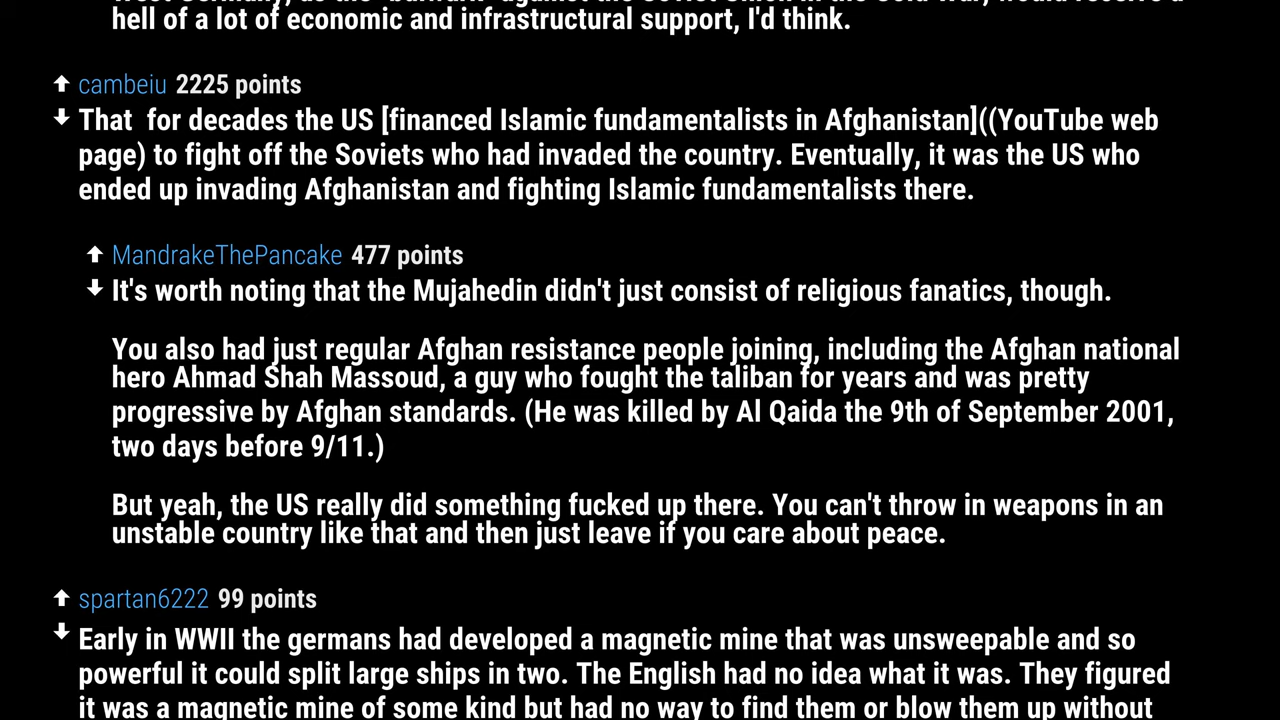 hell of a lot of economic and infrastructural support, I'd think.
cambeiu 2225 points
That  for decades the US [financed Islamic fundamentalists in Afghanistan]((YouTube web
page) to fight off the Soviets who had invaded the country. Eventually, it was the US who
ended up invading Afghanistan and fighting Islamic fundamentalists there.
MandrakeThePancake 477 points
It's worth noting that the Mujahedin didn't just consist of religious fanatics, though.
You also had just regular Afghan resistance people joining, including the Afghan national
hero Ahmad Shah Massoud, a guy who fought the taliban for years and was pretty
progressive by Afghan standards. (He was killed by Al Qaida the 9th of September 2001,
two days before 9/11.)
But yeah, the US really did something fucked up there. You can't throw in weapons in an
unstable country like that and then just leave if you care about peace.
spartan6222 99 points
Early in WWII the germans had developed a magnetic mine that was unsweepable and so
powerful it could split large ships in two. The English had no idea what it was. They figured
it was a magnetic mine of some kind but had no way to find them or blow them up without